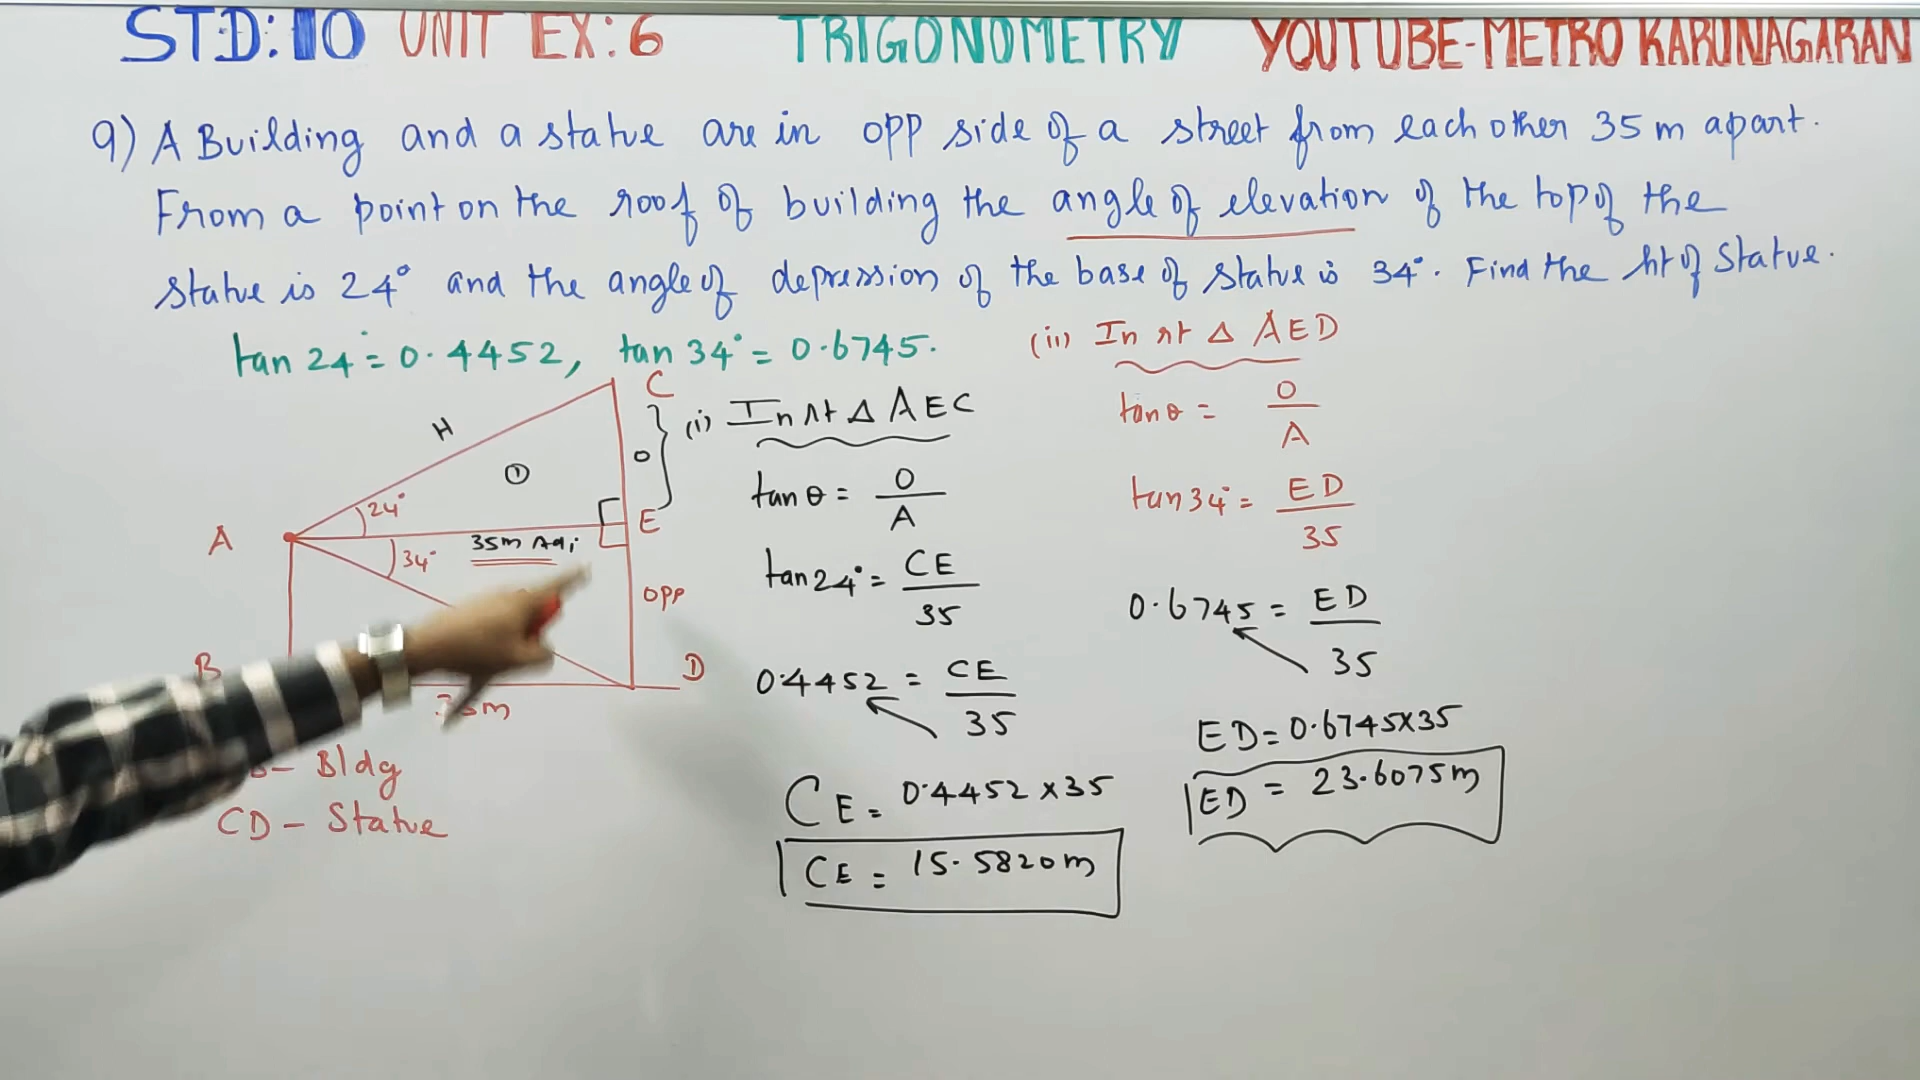 STD: 10 UNIT EX: 6 TRIGONOMETRY YOUTUBE-METRO KARUNAGARAN
9) A Building and a statue are in opp side of a street from each other 35 m apart.
From a point on the roof of building the angle of elevation of the top of the
statue is 24° and the angle of depression of the base of statue is 34°. Find the ht of Statue.
tan 24° = 0.4452, tan 34° = 0.6745.
C
H
O
①
24°
A
E
34°
35m Adj
opp
B
D
m
Bldg
CD - Statue
(i) In rt Δ AEC
tan θ = O/A
tan 24° = CE/35
0.4452 = CE/35
CE = 0.4452 x 35
CE = 15.5820m
(ii) In rt Δ AED
tan θ = O/A
tan 34° = ED/35
0.6745 = ED/35
ED = 0.6745x35
ED = 23.6075m